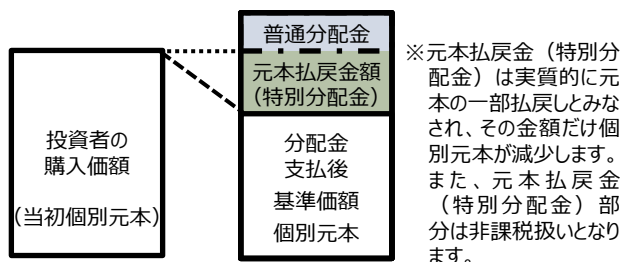 投資者の
購入価額
(当初個別元本)
普通分配金
元本払戻金額
(特別分配金)
分配金
支払後
基準価額
個別元本
※元本払戻金（特別分
配金）は実質的に元
本の一部払戻しとみな
され、その金額だけ個
別元本が減少します。
また、元本払戻金
（特別分配金）部
分は非課税扱いとなり
ます。